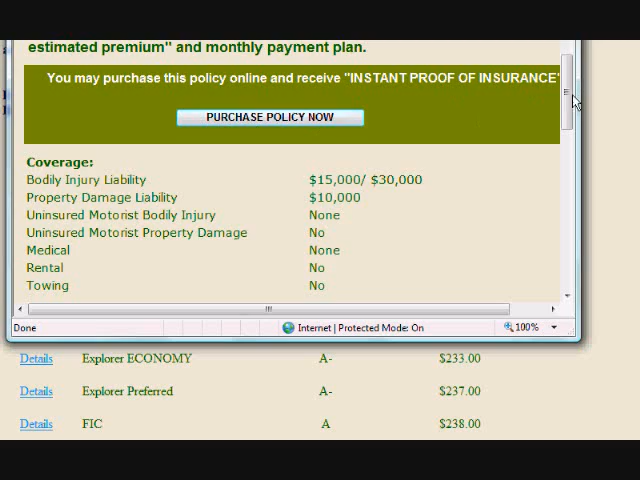 estimated premium" and monthly payment plan.
You may purchase this policy online and receive "INSTANT PROOF OF INSURANCE"
PURCHASE POLICY NOW
Coverage:
Bodily Injury Liability $15,000/ $30,000
Property Damage Liability $10,000
Uninsured Motorist Bodily Injury None
Uninsured Motorist Property Damage No
Medical None
Rental No
Towing No
Done Internet | Protected Mode: On 100%
Details Explorer ECONOMY A- $233.00
Details Explorer Preferred A- $237.00
Details FIC A $238.00